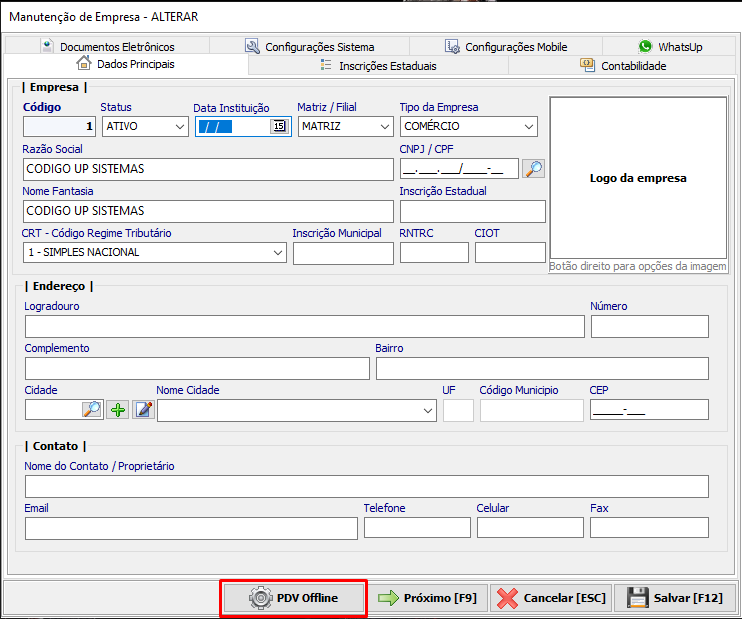 Manutenção de Empresa - ALTERAR
Documentos Eletrônicos Configurações Sistema Configurações Mobile WhatsUp
Dados Principais Inscrições Estaduais Contabilidade
| Empresa |
Código Status Data Instituição Matriz / Filial Tipo da Empresa
1 ATIVO / / 15 MATRIZ COMÉRCIO
Razão Social CNPJ / CPF
CODIGO UP SISTEMAS __.___.___/____-__
Logo da empresa
Nome Fantasia Inscrição Estadual
CODIGO UP SISTEMAS
CRT - Código Regime Tributário Inscrição Municipal RNTRC CIOT
1 - SIMPLES NACIONAL
Botão direito para opções da imagem
| Endereço |
Logradouro Número
Complemento Bairro
Cidade Nome Cidade UF Código Municipio CEP
_____-___
| Contato |
Nome do Contato / Proprietário
Email Telefone Celular Fax
PDV Offline Próximo [F9] Cancelar [ESC] Salvar [F12]